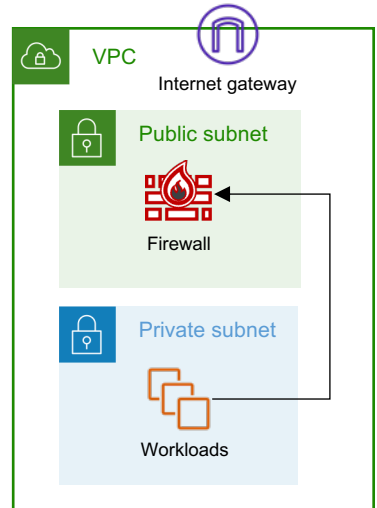 VPC
Internet gateway
Public subnet
Firewall
Private subnet
Workloads